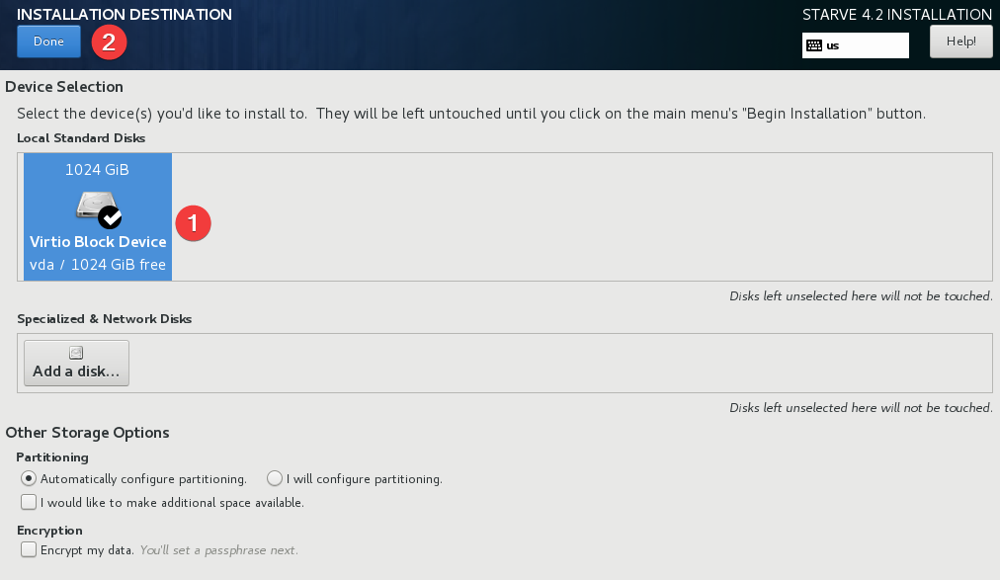 INSTALLATION DESTINATION
STARVE 4.2 INSTALLATION
Done
2
us
Help!
Device Selection
Select the device(s) you'd like to install to. They will be left untouched until you click on the main menu's "Begin Installation" button.
Local Standard Disks
1024 GiB
1
Virtio Block Device
vda / 1024 GiB free
Disks left unselected here will not be touched.
Specialized & Network Disks
Add a disk...
Disks left unselected here will not be touched.
Other Storage Options
Partitioning
Automatically configure partitioning. I will configure partitioning.
I would like to make additional space available.
Encryption
Encrypt my data. You'll set a passphrase next.